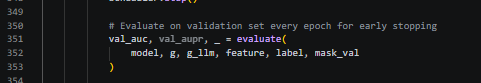 349
350 # Evaluate on validation set every epoch for early stopping
351 val_auc, val_aupr, _ = evaluate(
352 model, g, g_llm, feature, label, mask_val
353 )
354